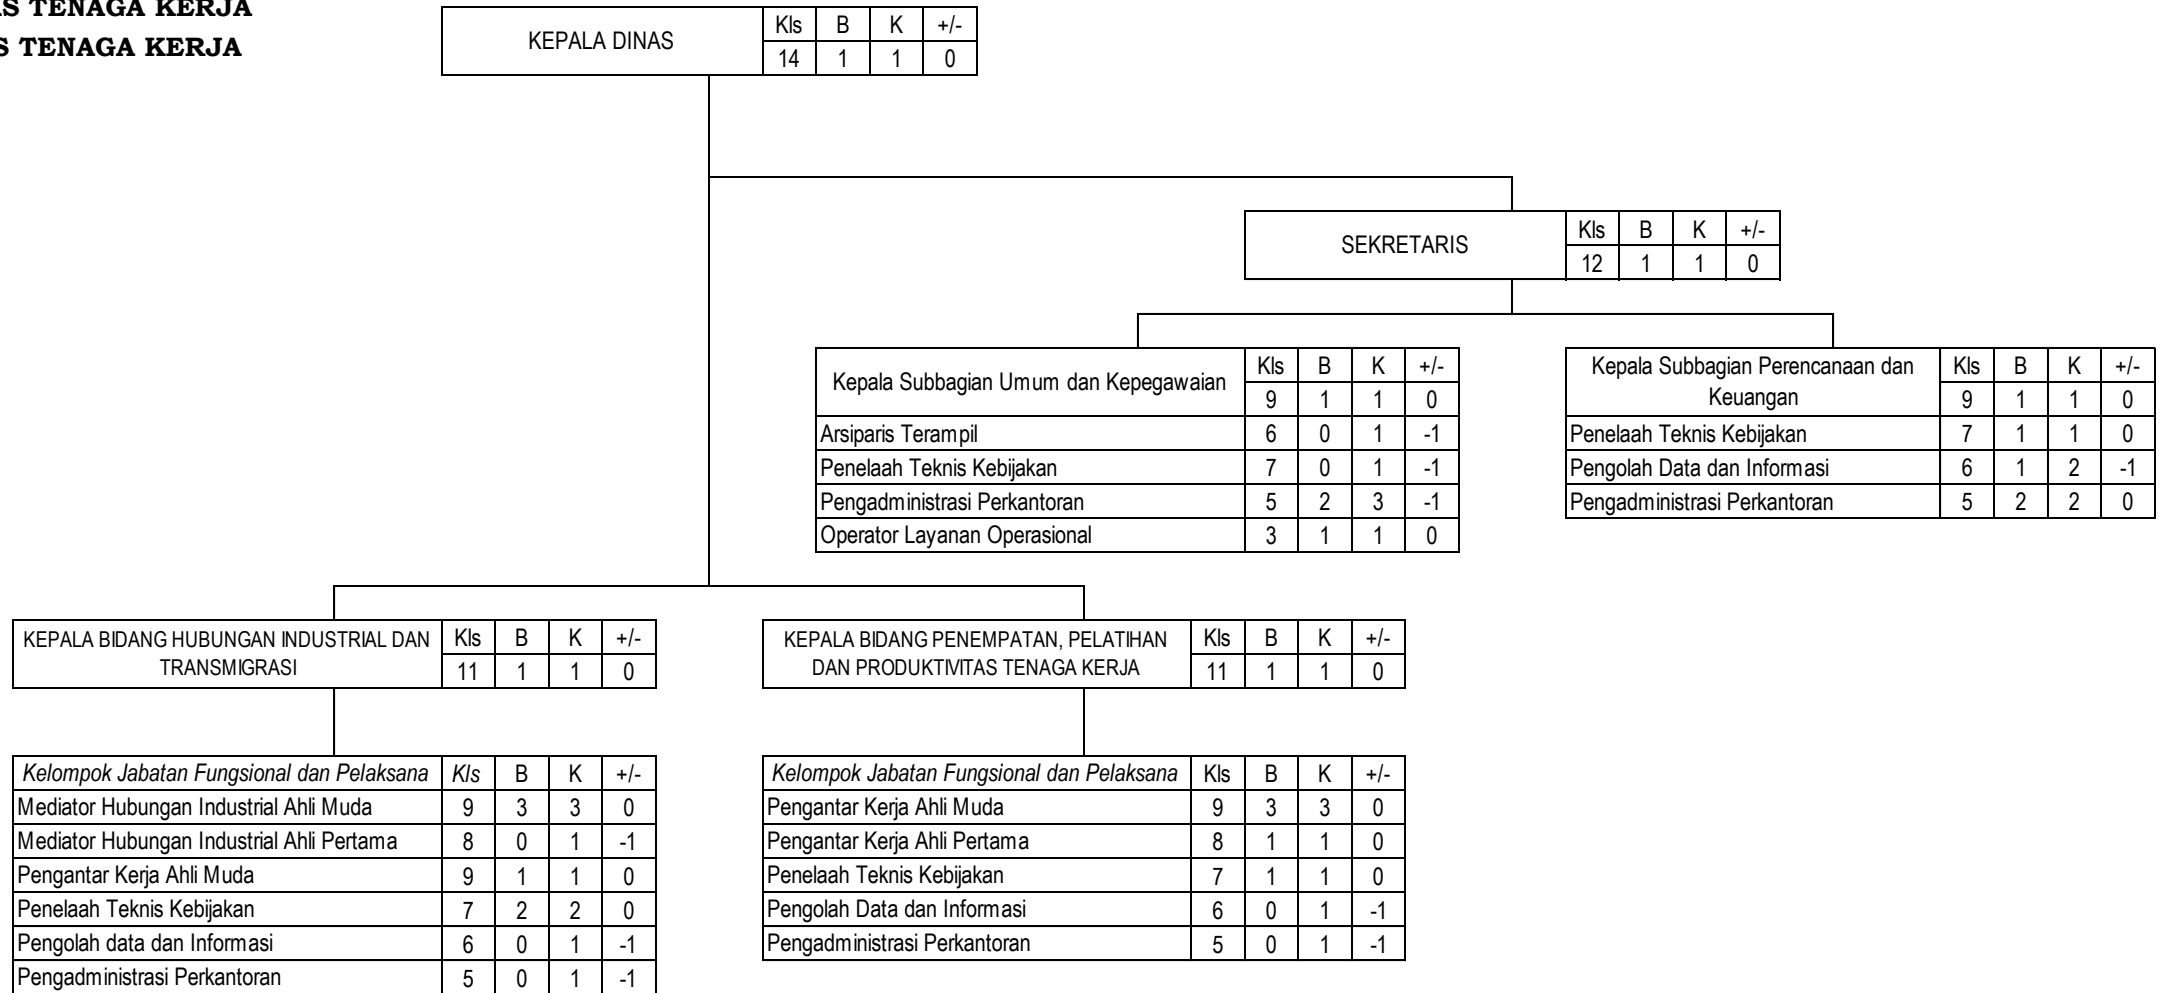 TENAGA KERJA
TENAGA KERJA
KEPALA DINAS Kls B K +/-
14 1 1 0
SEKRETARIS Kls B K +/-
12 1 1 0
Kepala Subbagian Umum dan Kepegawaian Kls B K +/-
9 1 1 0
Arsiparis Terampil 6 0 1 -1
Penelaah Teknis Kebijakan 7 0 1 -1
Pengadministrasi Perkantoran 5 2 3 -1
Operator Layanan Operasional 3 1 1 0
Kepala Subbagian Perencanaan dan Kls B K +/-
Keuangan 9 1 1 0
Penelaah Teknis Kebijakan 7 1 1 0
Pengolah Data dan Informasi 6 1 2 -1
Pengadministrasi Perkantoran 5 2 2 0
KEPALA BIDANG HUBUNGAN INDUSTRIAL DAN Kls B K +/-
TRANSMIGRASI 11 1 1 0
Kelompok Jabatan Fungsional dan Pelaksana Kls B K +/-
Mediator Hubungan Industrial Ahli Muda 9 3 3 0
Mediator Hubungan Industrial Ahli Pertama 8 0 1 -1
Pengantar Kerja Ahli Muda 9 1 1 0
Penelaah Teknis Kebijakan 7 2 2 0
Pengolah data dan Informasi 6 0 1 -1
Pengadministrasi Perkantoran 5 0 1 -1
KEPALA BIDANG PENEMPATAN, PELATIHAN Kls B K +/-
DAN PRODUKTIVITAS TENAGA KERJA 11 1 1 0
Kelompok Jabatan Fungsional dan Pelaksana Kls B K +/-
Pengantar Kerja Ahli Muda 9 3 3 0
Pengantar Kerja Ahli Pertama 8 1 1 0
Penelaah Teknis Kebijakan 7 1 1 0
Pengolah Data dan Informasi 6 0 1 -1
Pengadministrasi Perkantoran 5 0 1 -1